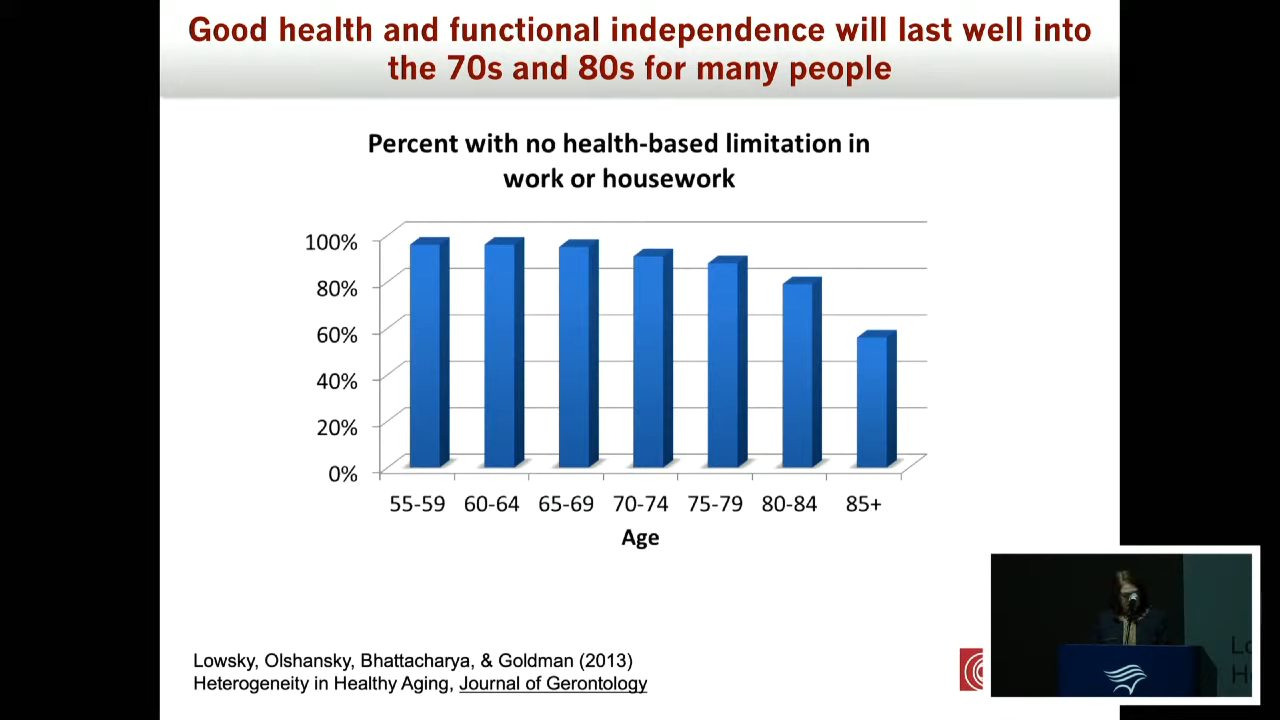 Good health and functional independence will last well into
the 70s and 80s for many people
Percent with no health-based limitation in
work or housework
100%
80%
60%
40%
20%
0%
55-59 60-64 65-69 70-74 75-79 80-84 85+
Age
Lowsky, Olshansky, Bhattacharya, & Goldman (2013)
Heterogeneity in Healthy Aging, Journal of Gerontology